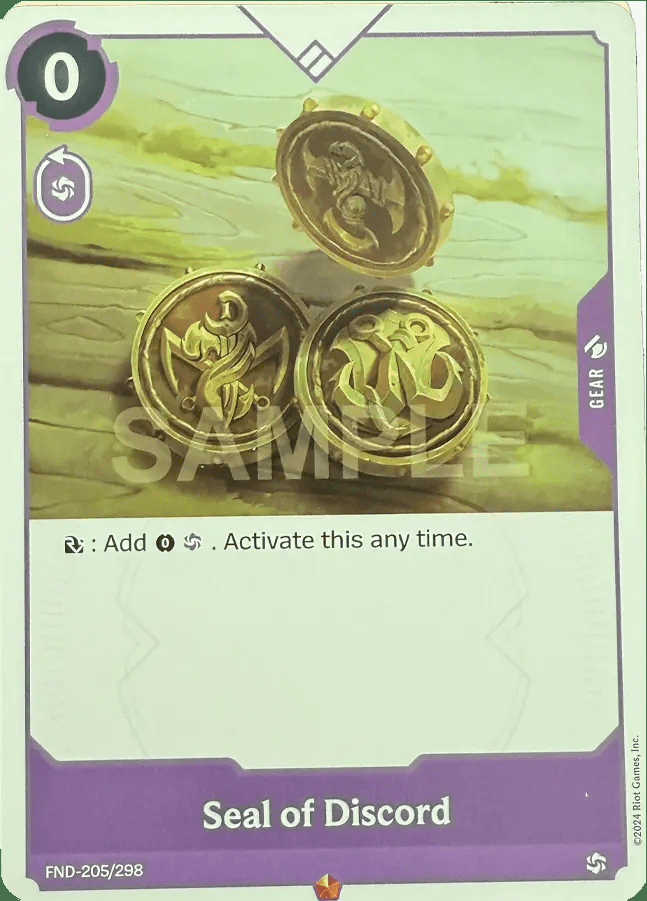 0
GEAR
SAMPLE
: Add 0 . Activate this any time.
Seal of Discord
FND-205/298
©2024 Riot Games, Inc.